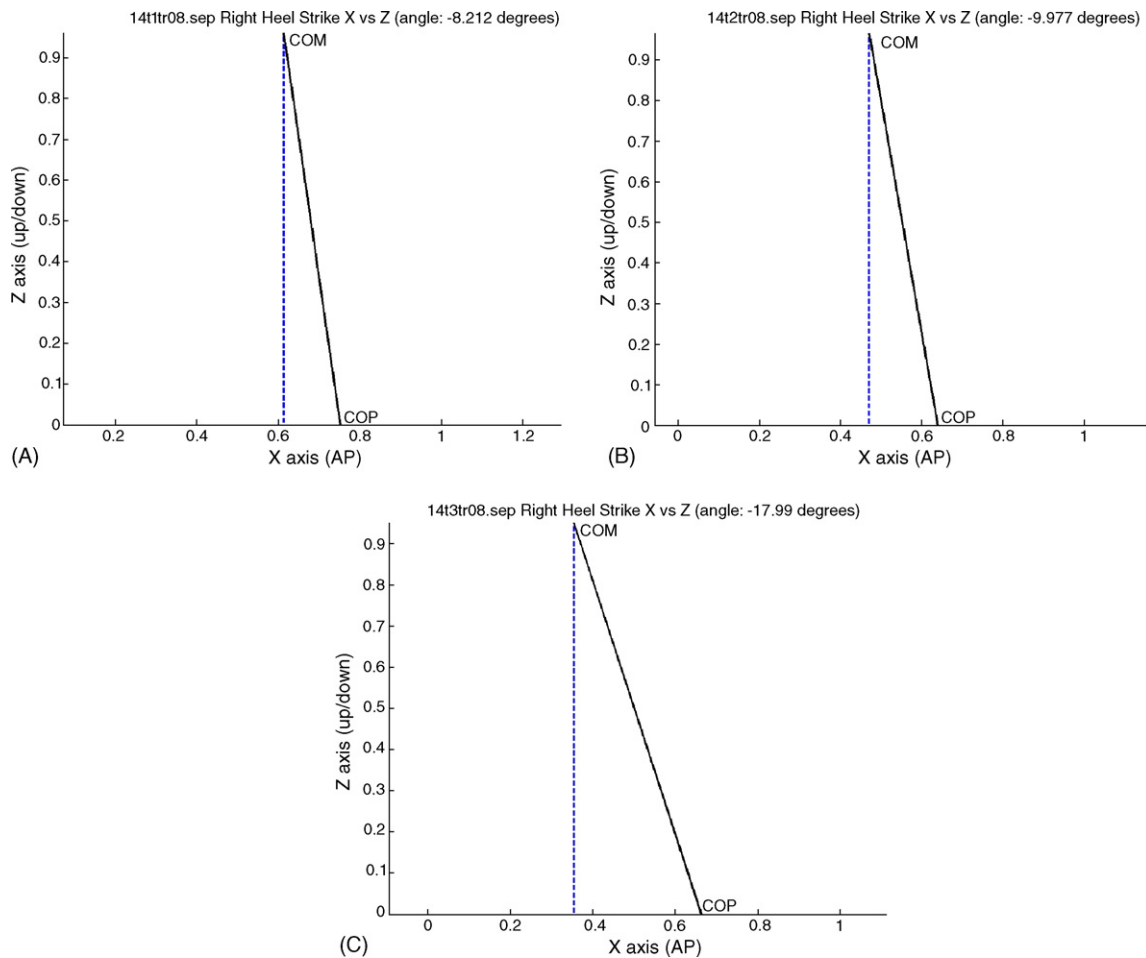 14t1tr08.sep Right Heel Strike X vs Z (angle: -8.212 degrees)
COM
0.9
0.8
0.7
0.6
0.5
0.4
0.3
0.2
0.1
0
Z axis (up/down)
COP
0.2 0.4 0.6 0.8 1 1.2
X axis (AP)
(A)
14t2tr08.sep Right Heel Strike X vs Z (angle: -9.977 degrees)
COM
0.9
0.8
0.7
0.6
0.5
0.4
0.3
0.2
0.1
0
Z axis (up/down)
COP
0 0.2 0.4 0.6 0.8 1
X axis (AP)
(B)
14t3tr08.sep Right Heel Strike X vs Z (angle: -17.99 degrees)
COM
0.9
0.8
0.7
0.6
0.5
0.4
0.3
0.2
0.1
0
Z axis (up/down)
COP
0 0.2 0.4 0.6 0.8 1
X axis (AP)
(C)